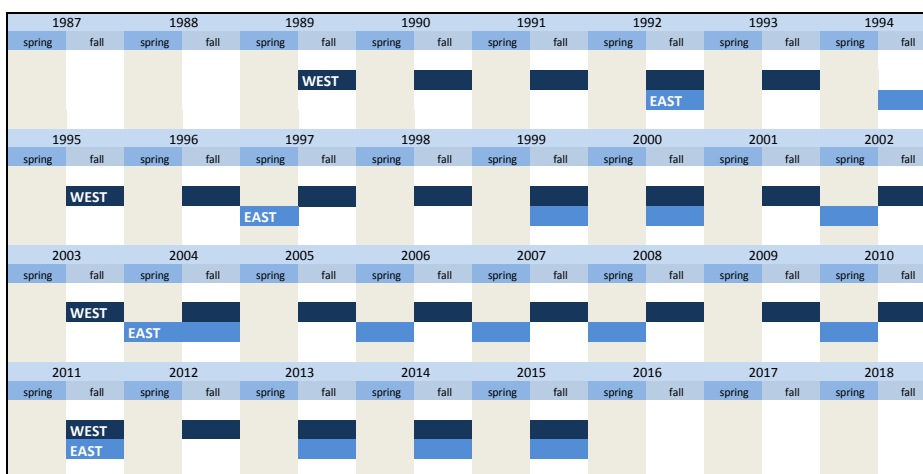 1987 1988 1989 1990 1991 1992 1993 1994
spring fall spring fall spring fall spring fall spring fall spring fall spring fall spring fall
WEST
EAST
1995 1996 1997 1998 1999 2000 2001 2002
spring fall spring fall spring fall spring fall spring fall spring fall spring fall spring fall
WEST
EAST
2003 2004 2005 2006 2007 2008 2009 2010
spring fall spring fall spring fall spring fall spring fall spring fall spring fall spring fall
WEST
EAST
2011 2012 2013 2014 2015 2016 2017 2018
spring fall spring fall spring fall spring fall spring fall spring fall spring fall spring fall
WEST
EAST